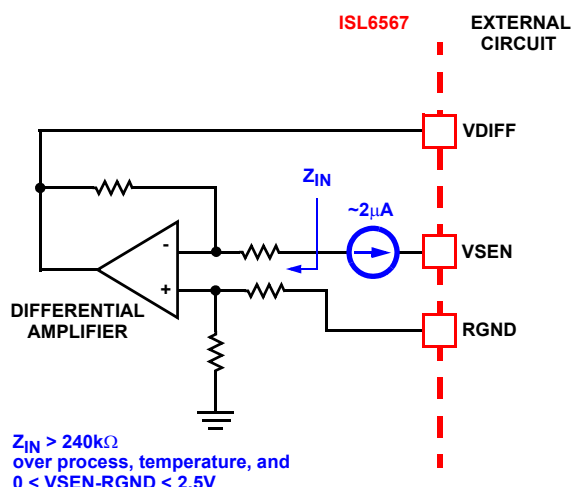 ISL6567
EXTERNAL
CIRCUIT
VDIFF
ZIN
~2μA
-
VSEN
+
DIFFERENTIAL
AMPLIFIER
RGND
ZIN > 240kΩ
over process, temperature, and
0 < VSEN-RGND < 2.5V